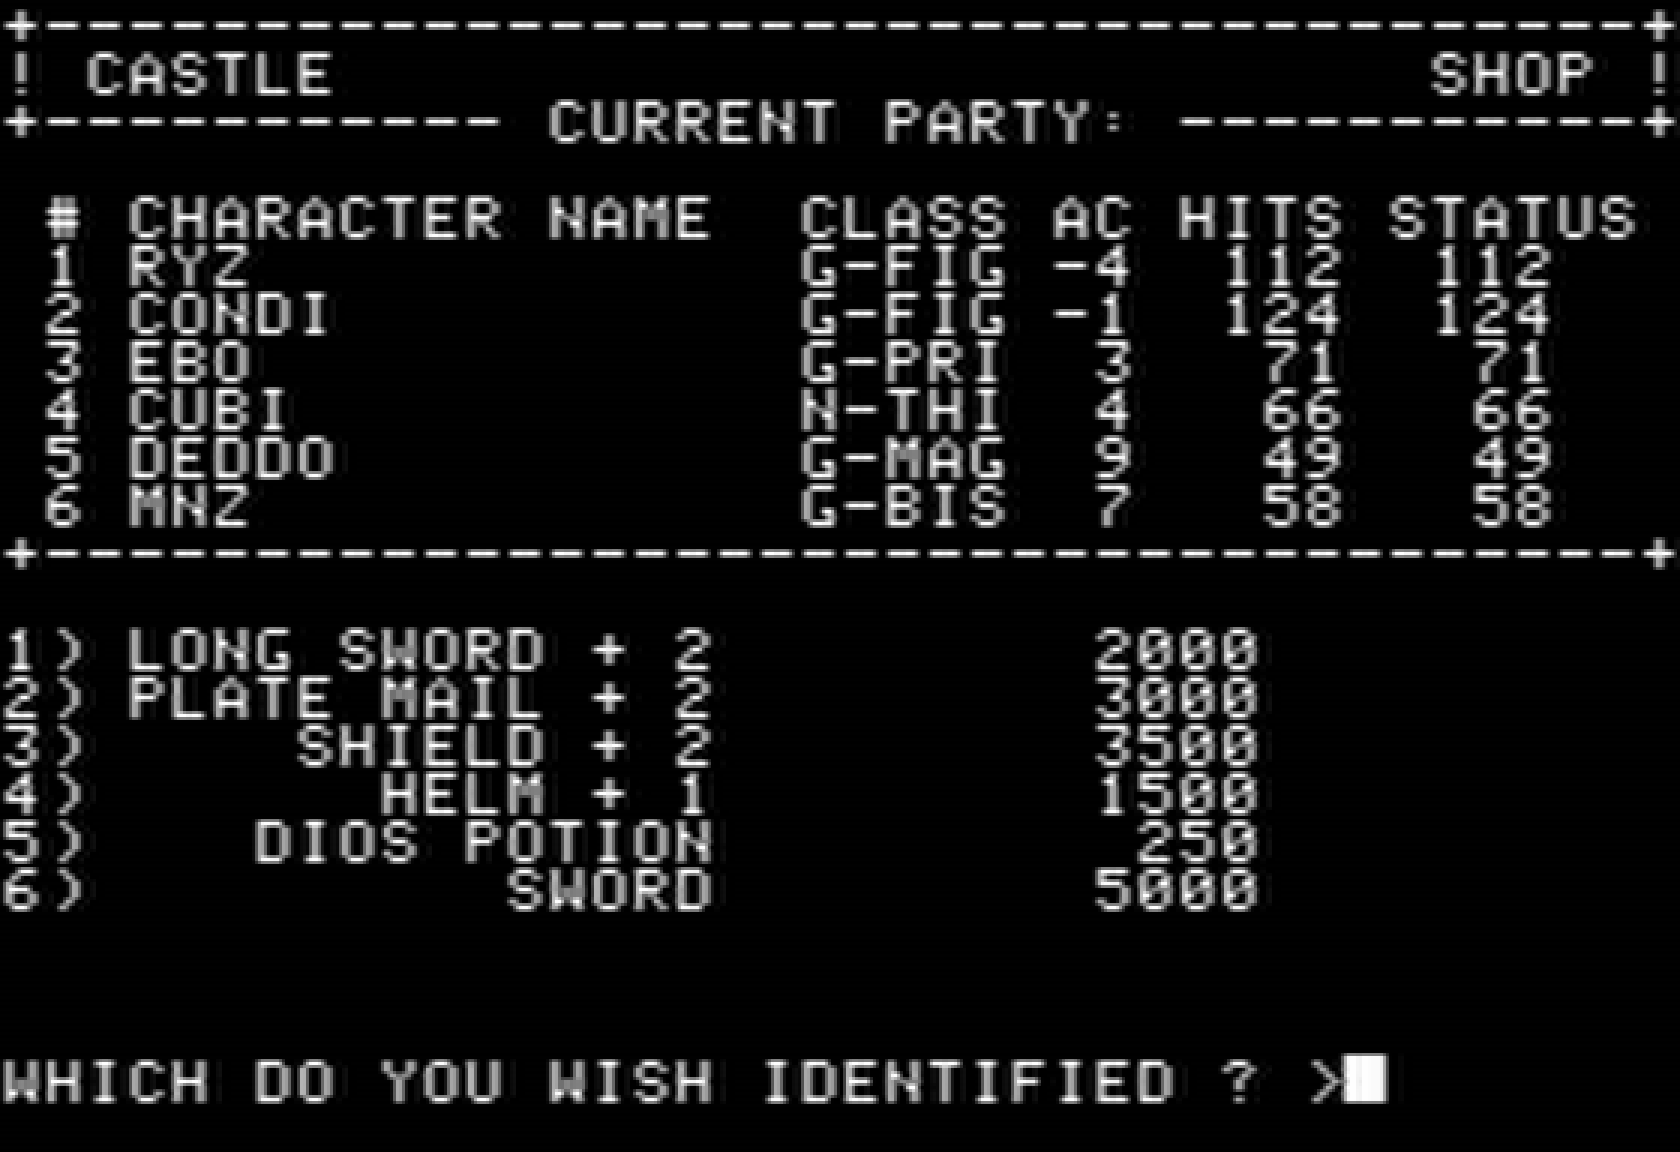 +--------------------------------------+
! CASTLE                          SHOP !
+----------- CURRENT PARTY: -----------+
 # CHARACTER NAME  CLASS AC HITS STATUS
 1 RYZ             G-FIG -4  112  112
 2 CONDI           G-FIG -1  124  124
 3 EBO             G-PRI  3   71   71
 4 CUBI            N-THI  4   66   66
 5 DEDDO           G-MAG  9   49   49
 6 MNZ             G-BIS  7   58   58
+--------------------------------------+
1) LONG SWORD + 2         2000
2) PLATE MAIL + 2         3000
3)     SHIELD + 2         3500
4)       HELM + 1         1500
5)    DIOS POTION          250
6)          SWORD         5000
WHICH DO YOU WISH IDENTIFIED ? >